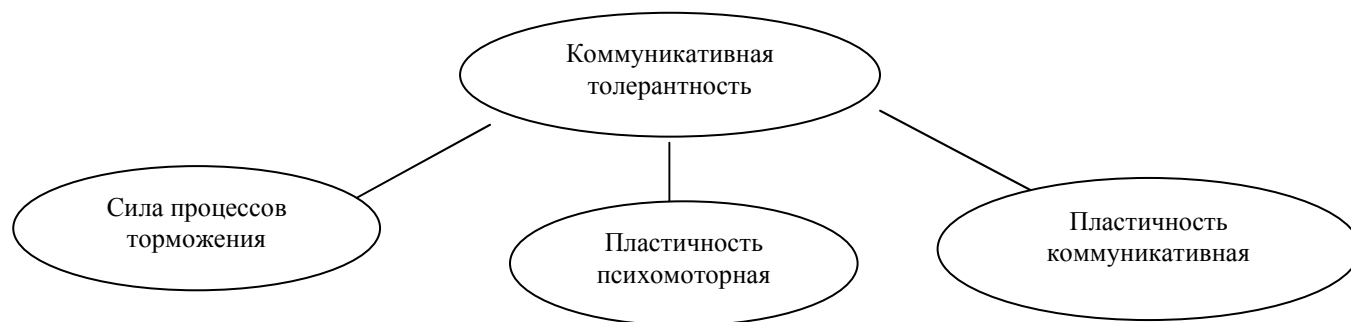 Коммуникативная
толерантность
Сила процессов
торможения
Пластичность
психомоторная
Пластичность
коммуникативная